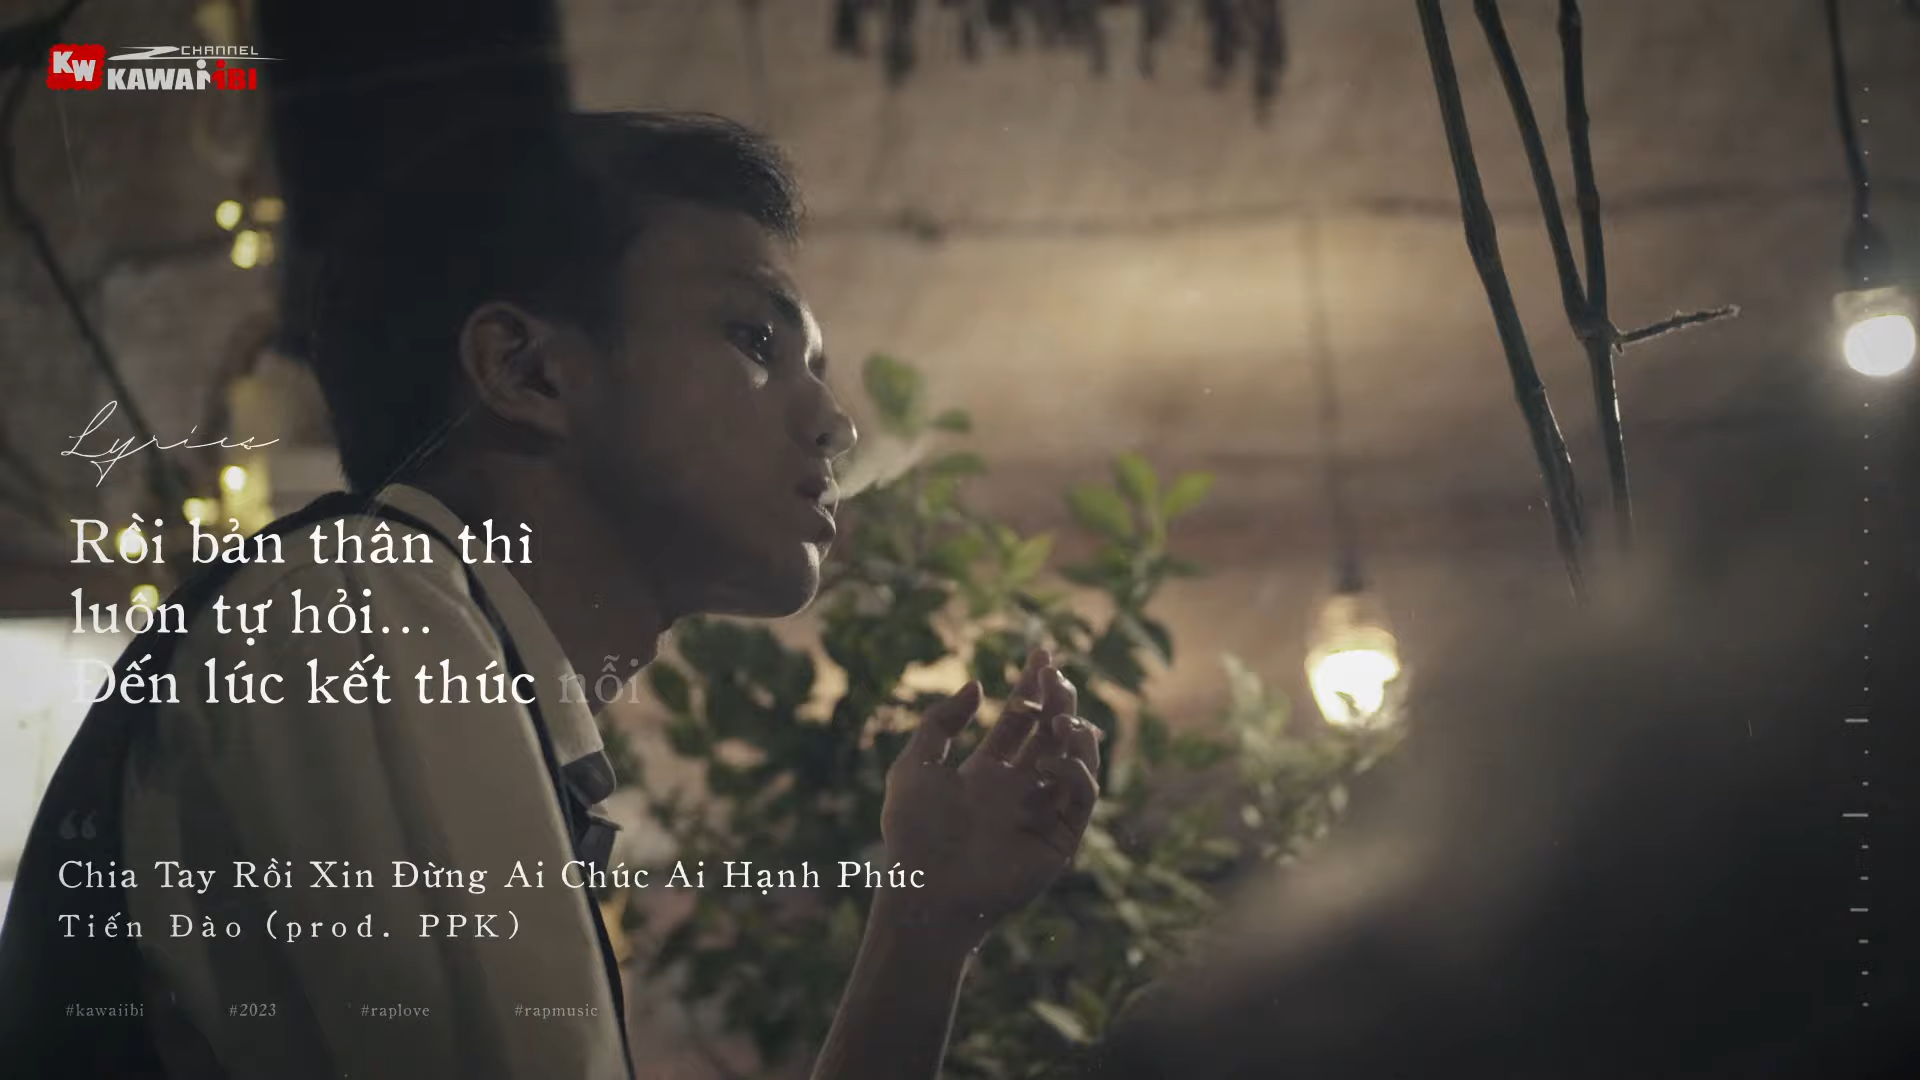 KW CHANNEL
KAWAIIBI
Lyrics
Rồi bản thân thì
luôn tự hỏi...
Đến lúc kết thúc nỗi
Chia Tay Rồi Xin Đừng Ai Chúc Ai Hạnh Phúc
Tiến Đào (prod. PPK)
#kawaiibi #2023 #raplove #rapmusic